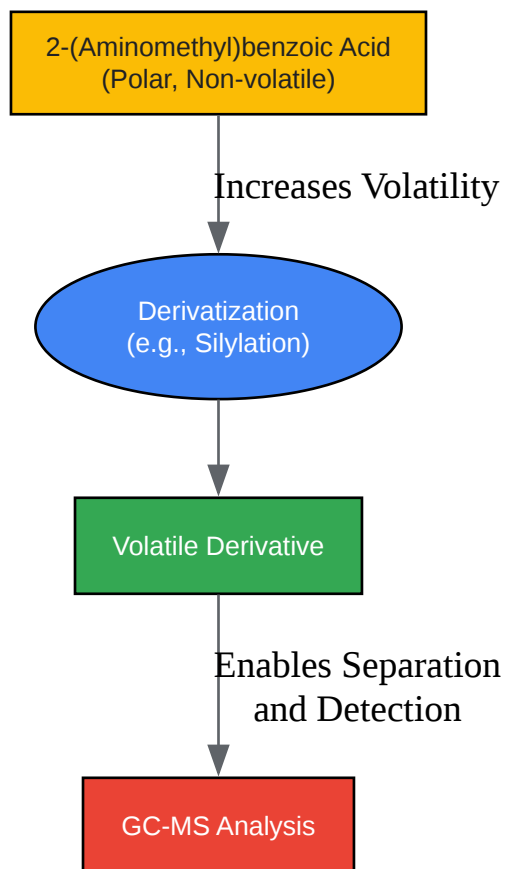 2-(Aminomethyl)benzoic Acid
(Polar, Non-volatile)
Increases Volatility
Derivatization
(e.g., Silylation)
Volatile Derivative
Enables Separation
and Detection
GC-MS Analysis